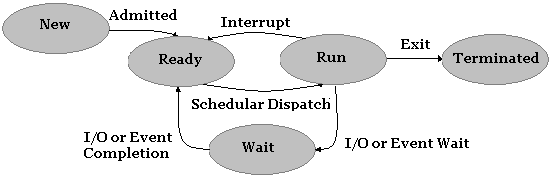 New
Admitted
Interrupt
Ready
Run
Exit
Terminated
Schedular Dispatch
I/O or Event
Completion
Wait
I/O or Event Wait